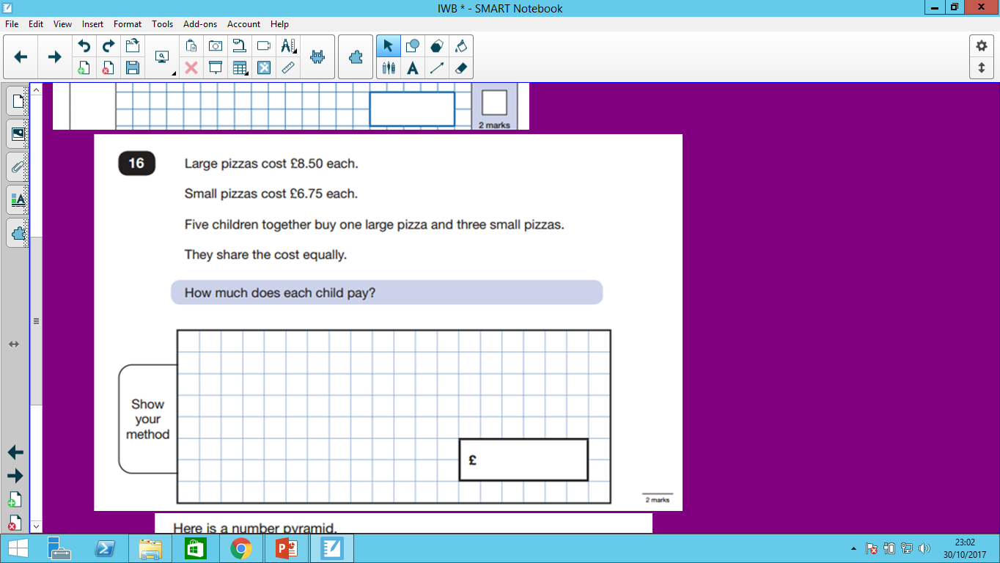 IWB * - SMART Notebook
File Edit View Insert Format Tools Add-ons Account Help
2 marks
16
Large pizzas cost £8.50 each.
Small pizzas cost £6.75 each.
Five children together buy one large pizza and three small pizzas.
They share the cost equally.
How much does each child pay?
Show
your
method
£
2 marks
Here is a number pyramid.
23:02
30/10/2017